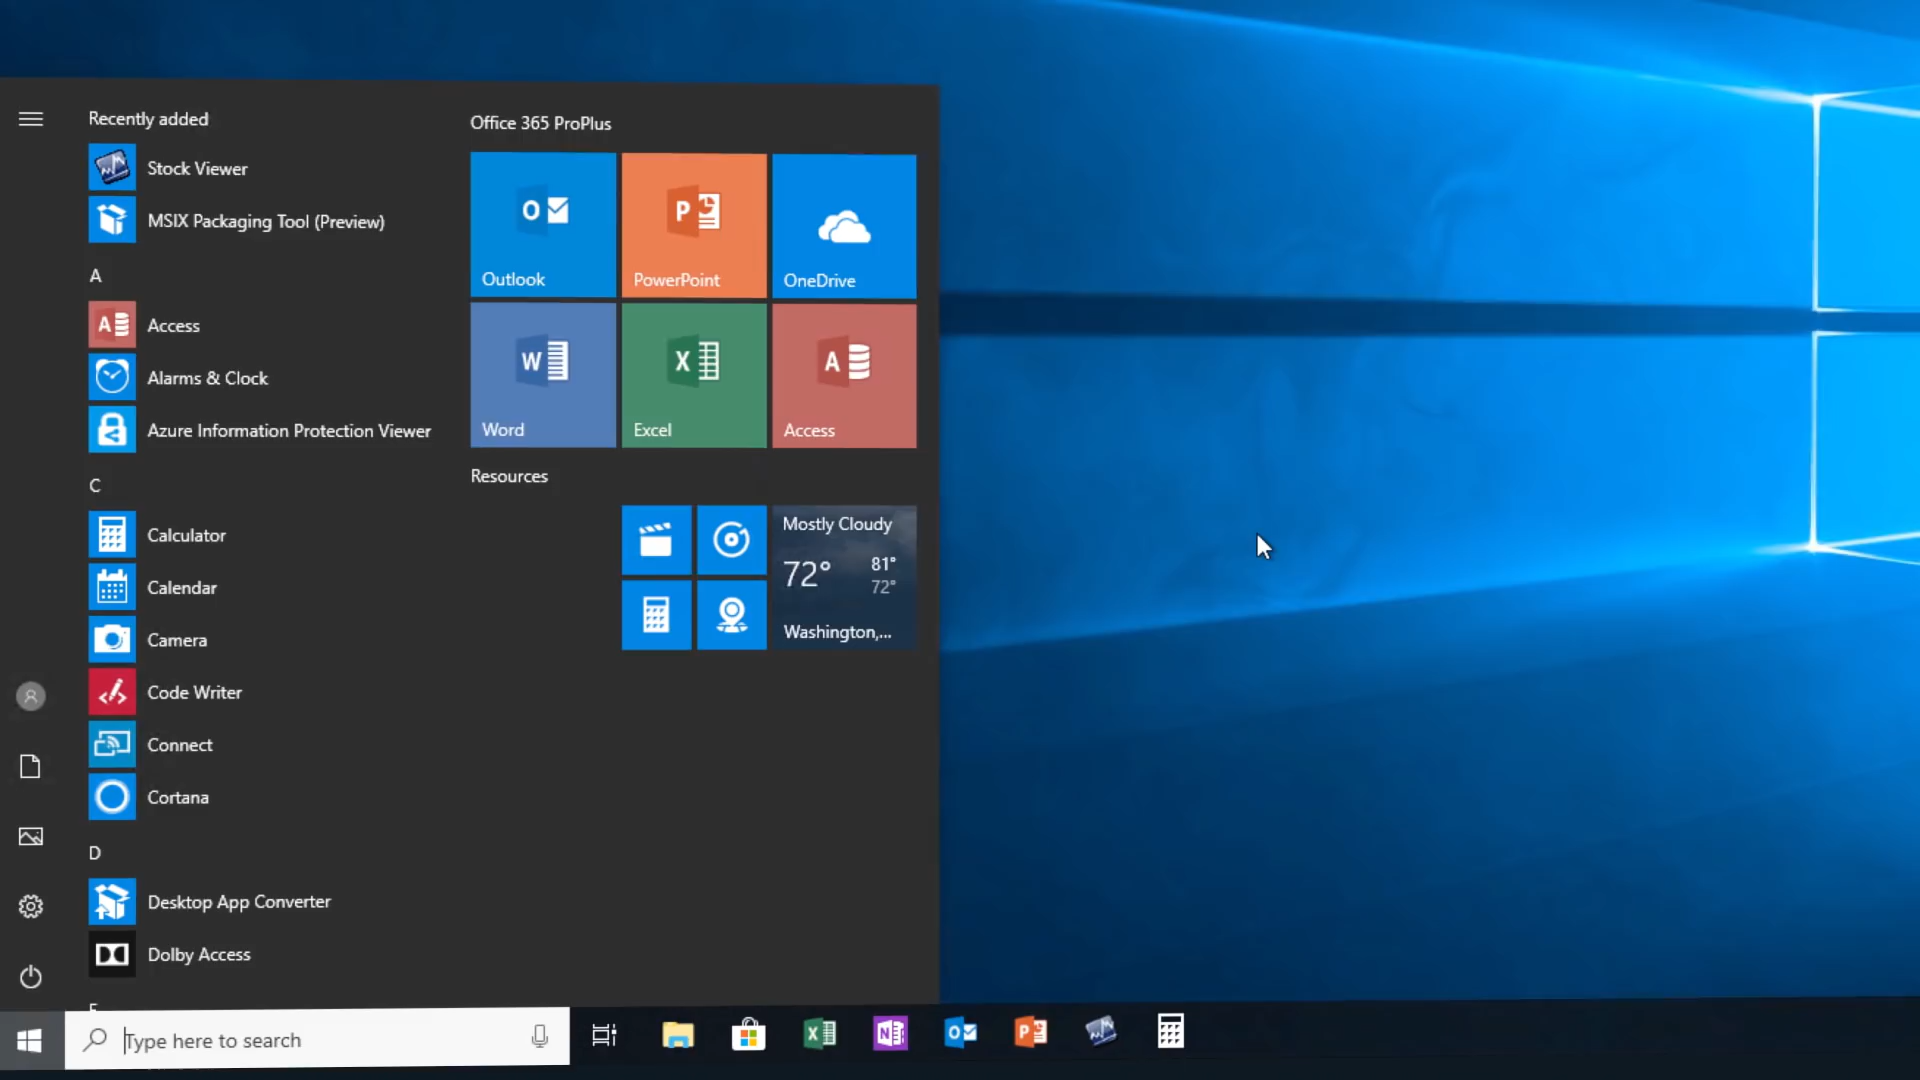 Recently added
Stock Viewer
MSIX Packaging Tool (Preview)
A
Access
Alarms & Clock
Azure Information Protection Viewer
C
Calculator
Calendar
Camera
Code Writer
Connect
Cortana
D
Desktop App Converter
Dolby Access
Type here to search
Office 365 ProPlus
Outlook
PowerPoint
OneDrive
Word
Excel
Access
Resources
Mostly Cloudy
72° 81°
72°
Washington,...